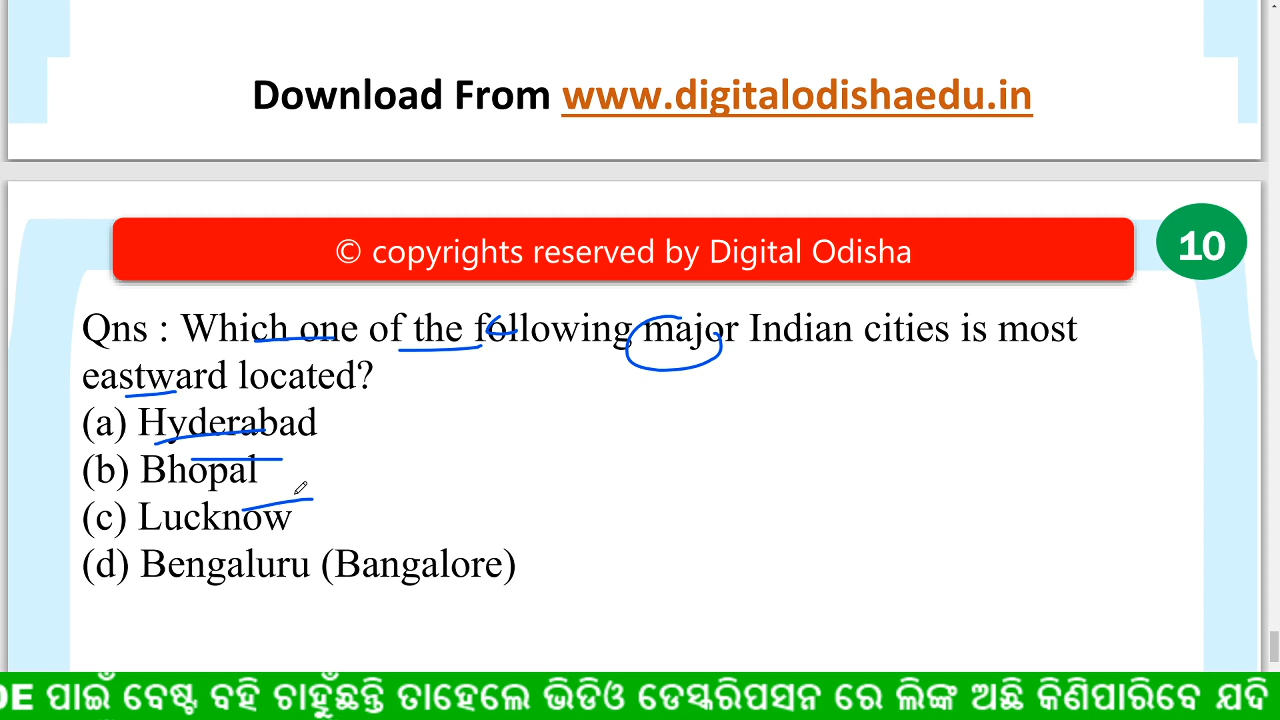 Download From www.digitalodishaedu.in
© copyrights reserved by Digital Odisha
10
Qns : Which one of the following major Indian cities is most
eastward located?
(a) Hyderabad
(b) Bhopal
(c) Lucknow
(d) Bengaluru (Bangalore)
DE ପାଇଁ ବେଷ୍ଟ ବହି ଚାହୁଁଛନ୍ତି ତାହେଲେ ଭିଡିଓ ଡେସ୍କରିପସନ ରେ ଲିଙ୍କ ଅଛି କିଣିପାରିବେ ଯଦି